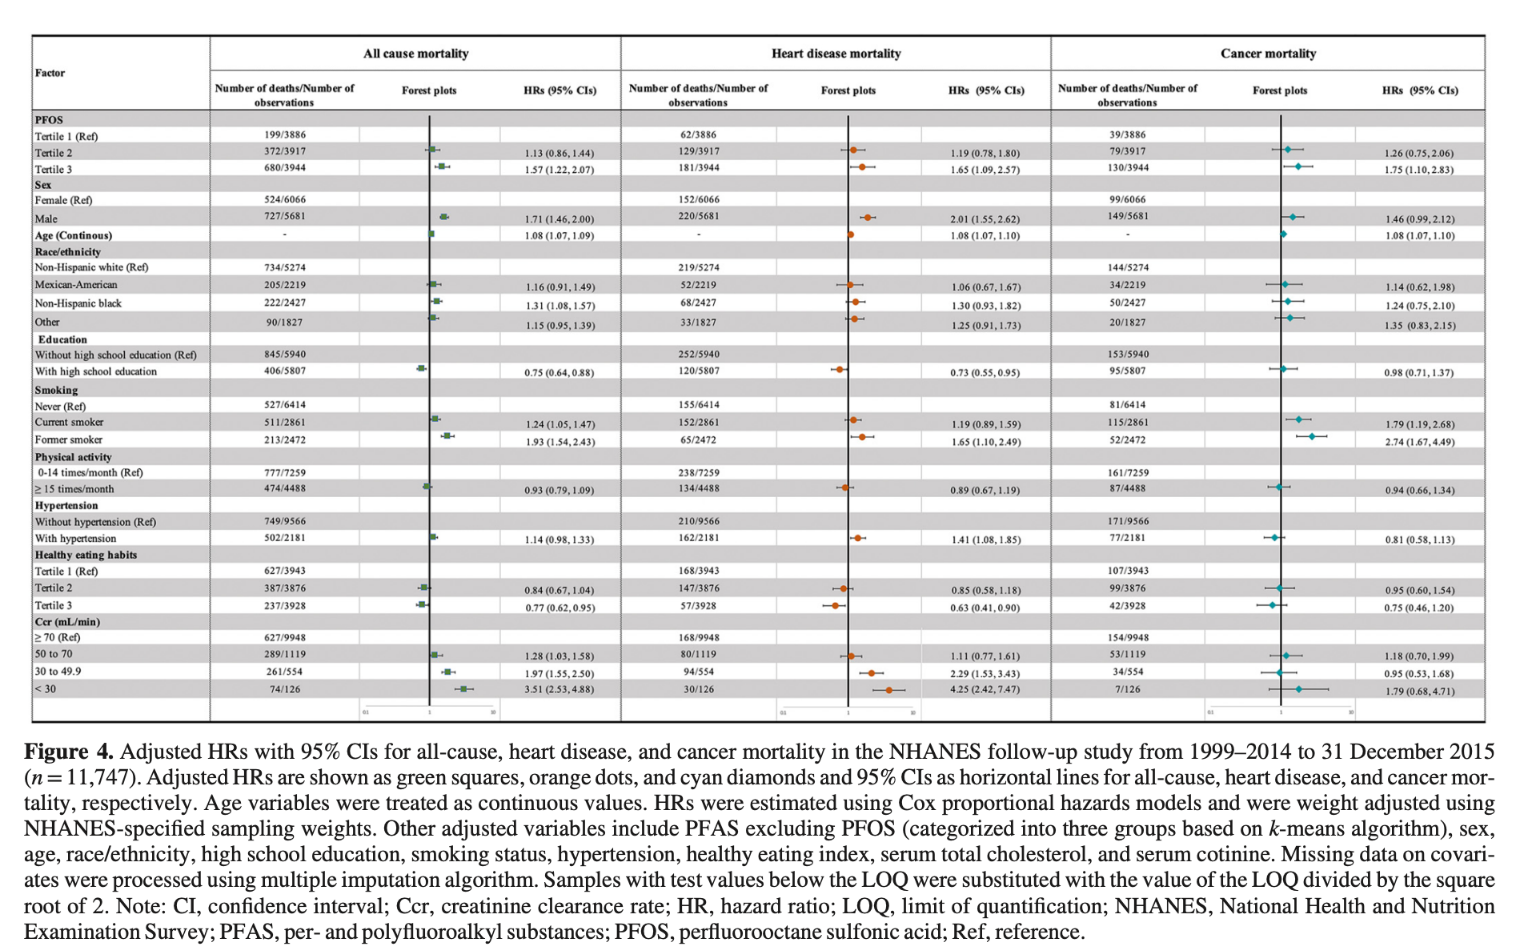 Factor All cause mortality Heart disease mortality Cancer mortality
Number of deaths/Number of observations Forest plots HRs (95% CIs) Number of deaths/Number of observations Forest plots HRs (95% CIs) Number of deaths/Number of observations Forest plots HRs (95% CIs)
PFOS
Tertile 1 (Ref) 199/3886 62/3886 39/3886
Tertile 2 372/3917 1.13 (0.86, 1.44) 129/3917 1.19 (0.78, 1.80) 79/3917 1.26 (0.75, 2.06)
Tertile 3 680/3944 1.57 (1.22, 2.07) 181/3944 1.65 (1.09, 2.57) 130/3944 1.75 (1.10, 2.83)
Sex
Female (Ref) 524/6066 152/6066 99/6066
Male 727/5681 1.71 (1.46, 2.00) 220/5681 2.01 (1.55, 2.62) 149/5681 1.46 (0.99, 2.12)
Age (Continous) - 1.08 (1.07, 1.09) - 1.08 (1.07, 1.10) - 1.08 (1.07, 1.10)
Race/ethnicity
Non-Hispanic white (Ref) 734/5274 219/5274 144/5274
Mexican-American 205/2219 1.16 (0.91, 1.49) 52/2219 1.06 (0.67, 1.67) 34/2219 1.14 (0.62, 1.98)
Non-Hispanic black 222/2427 1.31 (1.08, 1.57) 68/2427 1.30 (0.93, 1.82) 50/2427 1.24 (0.75, 2.10)
Other 90/1827 1.15 (0.95, 1.39) 33/1827 1.25 (0.91, 1.73) 20/1827 1.35 (0.83, 2.15)
Education
Without high school education (Ref) 845/5940 252/5940 153/5940
With high school education 406/5807 0.75 (0.64, 0.88) 120/5807 0.73 (0.55, 0.95) 95/5807 0.98 (0.71, 1.37)
Smoking
Never (Ref) 527/6414 155/6414 81/6414
Current smoker 511/2861 1.24 (1.05, 1.47) 152/2861 1.19 (0.89, 1.59) 115/2861 1.79 (1.19, 2.68)
Former smoker 213/2472 1.93 (1.54, 2.43) 65/2472 1.65 (1.10, 2.49) 52/2472 2.74 (1.67, 4.49)
Physical activity
0-14 times/month (Ref) 777/7259 238/7259 161/7259
≥ 15 times/month 474/4488 0.93 (0.79, 1.09) 134/4488 0.89 (0.67, 1.19) 87/4488 0.94 (0.66, 1.34)
Hypertension
Without hypertension (Ref) 749/9566 210/9566 171/9566
With hypertension 502/2181 1.14 (0.98, 1.33) 162/2181 1.41 (1.08, 1.85) 77/2181 0.81 (0.58, 1.13)
Healthy eating habits
Tertile 1 (Ref) 627/3943 168/3943 107/3943
Tertile 2 387/3876 0.84 (0.67, 1.04) 147/3876 0.85 (0.58, 1.18) 99/3876 0.95 (0.60, 1.54)
Tertile 3 237/3928 0.77 (0.62, 0.95) 57/3928 0.63 (0.41, 0.90) 42/3928 0.75 (0.46, 1.20)
Ccr (mL/min)
≥ 70 (Ref) 627/9948 168/9948 154/9948
50 to 70 289/1119 1.28 (1.03, 1.58) 80/1119 1.11 (0.77, 1.61) 53/1119 1.18 (0.70, 1.99)
30 to 49.9 261/554 1.97 (1.55, 2.50) 94/554 2.29 (1.53, 3.43) 34/554 0.95 (0.53, 1.68)
< 30 74/126 3.51 (2.53, 4.88) 30/126 4.25 (2.42, 7.47) 7/126 1.79 (0.68, 4.71)
0.1 1 10 0.1 1 10 0.1 1 10
Figure 4. Adjusted HRs with 95% CIs for all-cause, heart disease, and cancer mortality in the NHANES follow-up study from 1999–2014 to 31 December 2015
(n = 11,747). Adjusted HRs are shown as green squares, orange dots, and cyan diamonds and 95% CIs as horizontal lines for all-cause, heart disease, and cancer mor-
tality, respectively. Age variables were treated as continuous values. HRs were estimated using Cox proportional hazards models and were weight adjusted using
NHANES-specified sampling weights. Other adjusted variables include PFAS excluding PFOS (categorized into three groups based on k-means algorithm), sex,
age, race/ethnicity, high school education, smoking status, hypertension, healthy eating index, serum total cholesterol, and serum cotinine. Missing data on covari-
ates were processed using multiple imputation algorithm. Samples with test values below the LOQ were substituted with the value of the LOQ divided by the square
root of 2. Note: CI, confidence interval; Ccr, creatinine clearance rate; HR, hazard ratio; LOQ, limit of quantification; NHANES, National Health and Nutrition
Examination Survey; PFAS, per- and polyfluoroalkyl substances; PFOS, perfluorooctane sulfonic acid; Ref, reference.